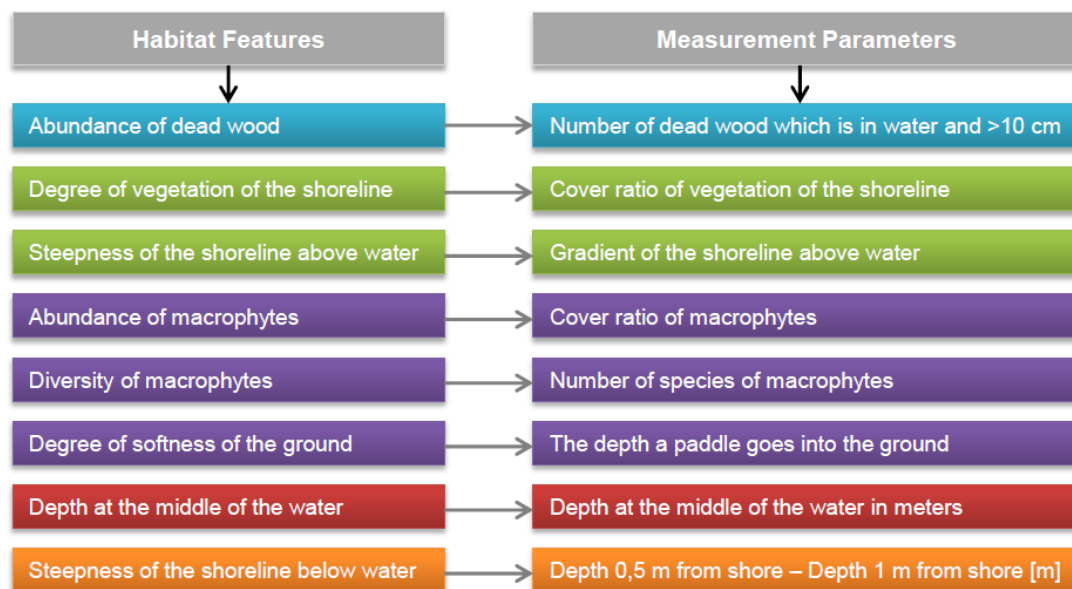 Habitat Features
Measurement Parameters
Abundance of dead wood
Number of dead wood which is in water and >10 cm
Degree of vegetation of the shoreline
Cover ratio of vegetation of the shoreline
Steepness of the shoreline above water
Gradient of the shoreline above water
Abundance of macrophytes
Cover ratio of macrophytes
Diversity of macrophytes
Number of species of macrophytes
Degree of softness of the ground
The depth a paddle goes into the ground
Depth at the middle of the water
Depth at the middle of the water in meters
Steepness of the shoreline below water
Depth 0,5 m from shore – Depth 1 m from shore [m]